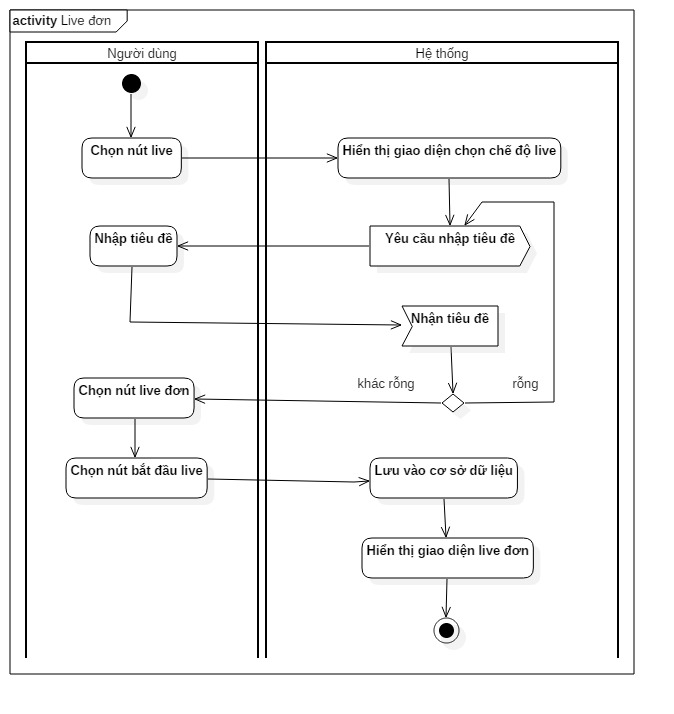 activity Live đơn
Người dùng
Hệ thống
Chọn nút live
Hiển thị giao diện chọn chế độ live
Nhập tiêu đề
Yêu cầu nhập tiêu đề
Nhận tiêu đề
khác rỗng
rỗng
Chọn nút live đơn
Chọn nút bắt đầu live
Lưu vào cơ sở dữ liệu
Hiển thị giao diện live đơn